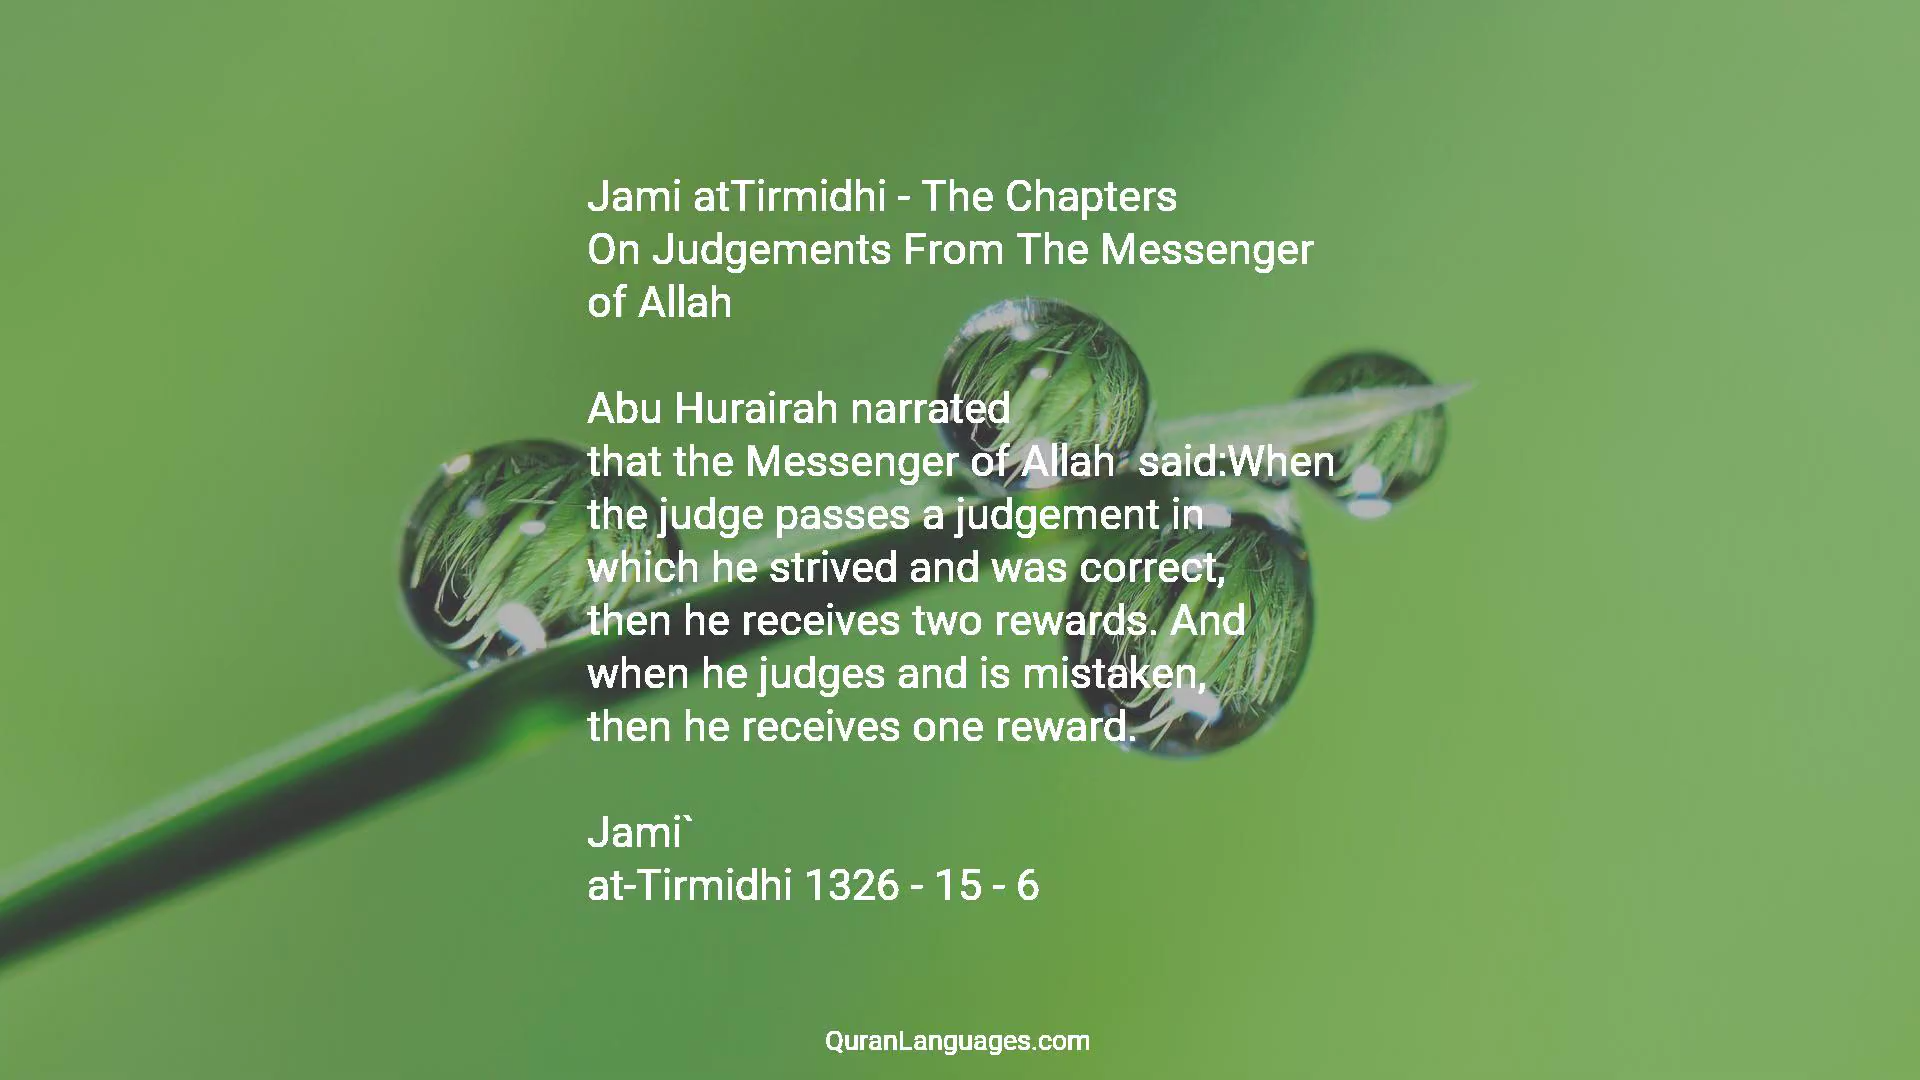 Jami atTirmidhi - The Chapters
On Judgements From The Messenger
of Allah
Abu Hurairah narrated
that the Messenger of Allah  said:When
the judge passes a judgement in
which he strived and was correct,
then he receives two rewards. And
when he judges and is mistaken,
then he receives one reward.
Jami`
at-Tirmidhi 1326 - 15 - 6
QuranLanguages.com